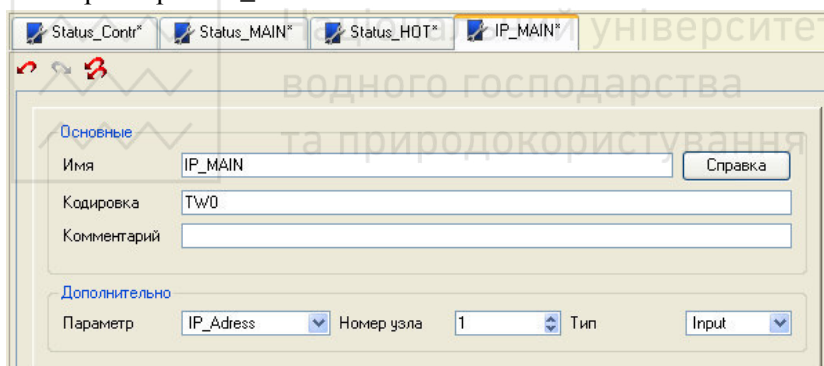 Status_Contr* Status_MAIN* Status_HOT* IP_MAIN*
Національний університет
водного господарства
та природокористування
Основные
Имя IP_MAIN Справка
Кодировка TW0
Комментарий
Дополнительно
Параметр IP_Adress Номер узла 1 Тип Input